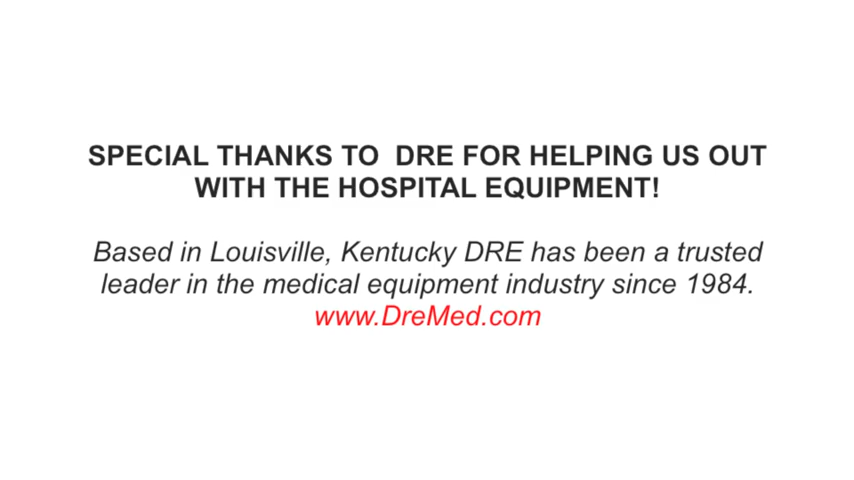 SPECIAL THANKS TO  DRE FOR HELPING US OUT
WITH THE HOSPITAL EQUIPMENT!
Based in Louisville, Kentucky DRE has been a trusted
leader in the medical equipment industry since 1984.
www.DreMed.com